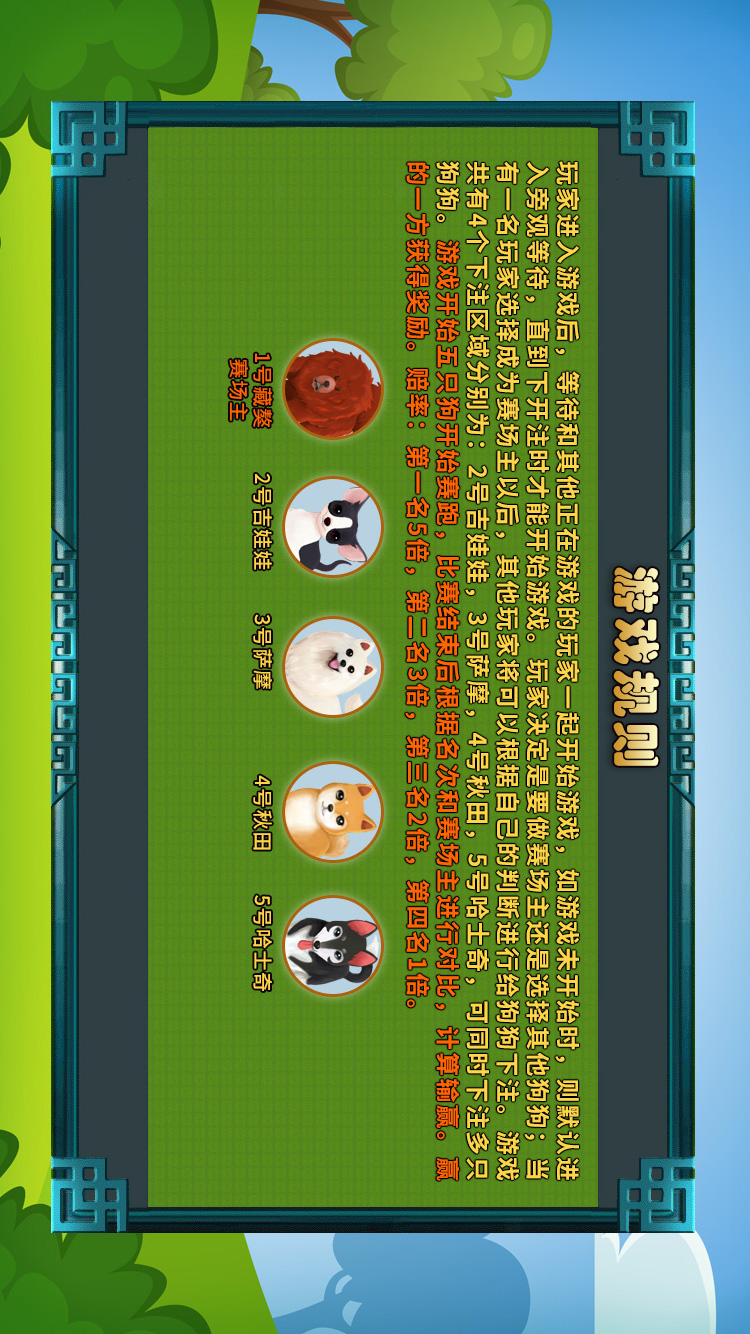 游戏规则
玩家进入游戏后，等待和其他正在游戏的玩家一起开始游戏，如游戏未开始时，则默认进
入旁观等待，直到下开注时才能开始游戏。玩家决定是要做赛场主还是选择其他狗狗；当
有一名玩家选择成为赛场主以后，其他玩家将可以根据自己的判断进行给狗狗下注。游戏
共有4个下注区域分别为：2号吉娃娃，3号萨摩，4号秋田，5号哈士奇，可同时下注多只
狗狗。游戏开始五只狗开始赛跑，比赛结束后根据名次和赛场主进行对比，计算输赢。赢
的一方获得奖励。赔率：第一名5倍，第二名3倍，第三名2倍，第四名1倍。
1号藏獒
赛场主
2号吉娃娃
3号萨摩
4号秋田
5号哈士奇